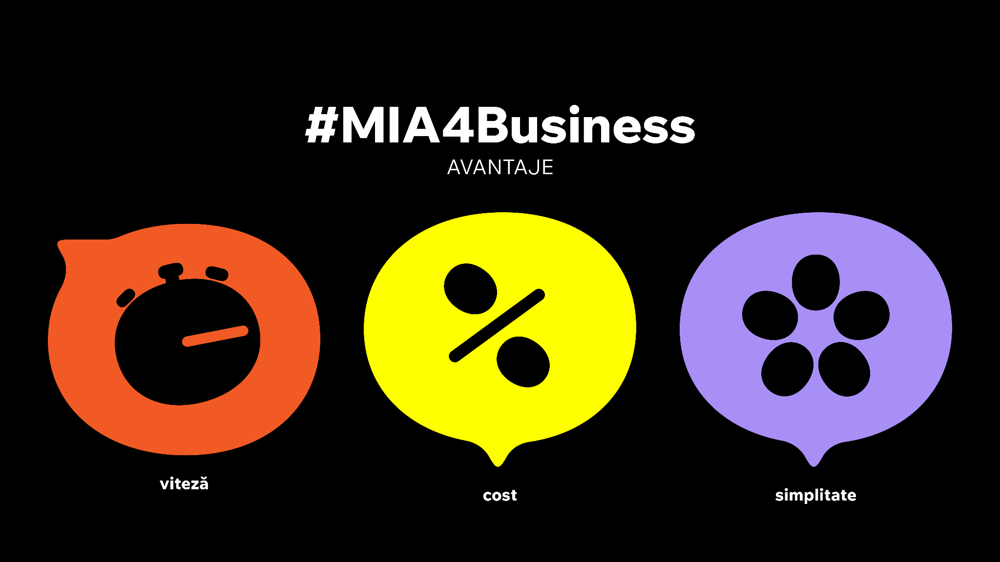 #MIA4Business
AVANTAJE
viteză
cost
simplitate